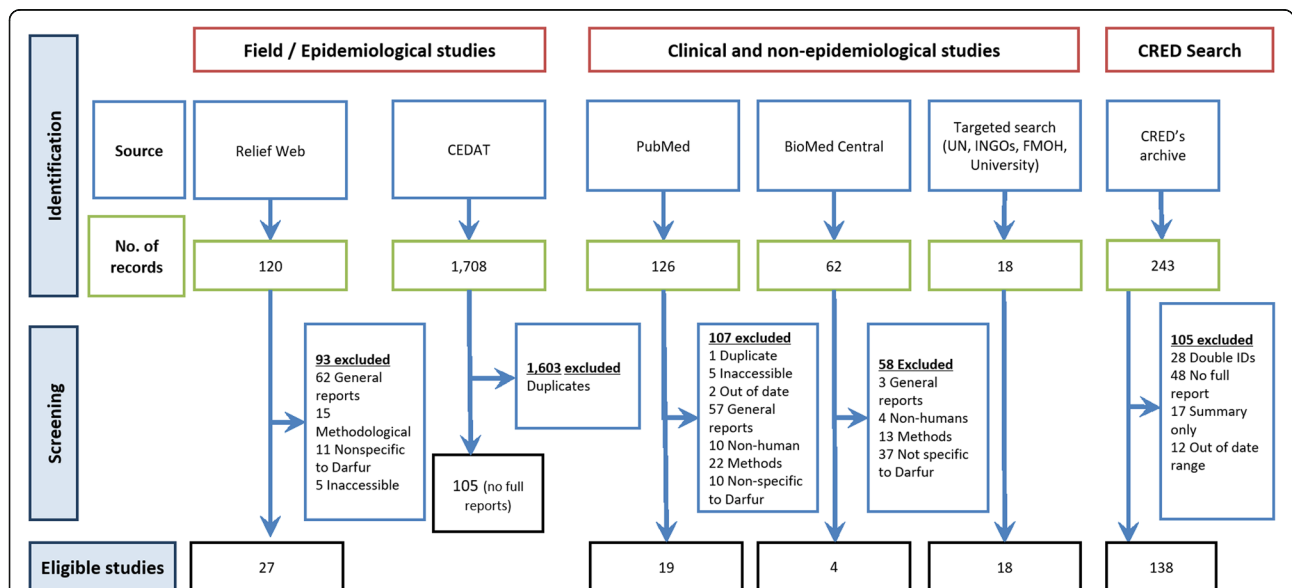 Field / Epidemiological studies
Clinical and non-epidemiological studies
CRED Search
Identification
Source
Relief Web
CEDAT
PubMed
BioMed Central
Targeted search
(UN, INGOs, FMOH,
University)
CRED's
archive
No. of
records
120
1,708
126
62
18
243
Screening
93 excluded
62 General
reports
15
Methodological
11 Nonspecific
to Darfur
5 Inaccessible
1,603 excluded
Duplicates
105 (no full
reports)
107 excluded
1 Duplicate
5 Inaccessible
2 Out of date
57 General
reports
10 Non-human
22 Methods
10 Non-specific
to Darfur
58 Excluded
3 General
reports
4 Non-humans
13 Methods
37 Not specific
to Darfur
105 excluded
28 Double IDs
48 No full
report
17 Summary
only
12 Out of date
range
Eligible studies
27
19
4
18
138